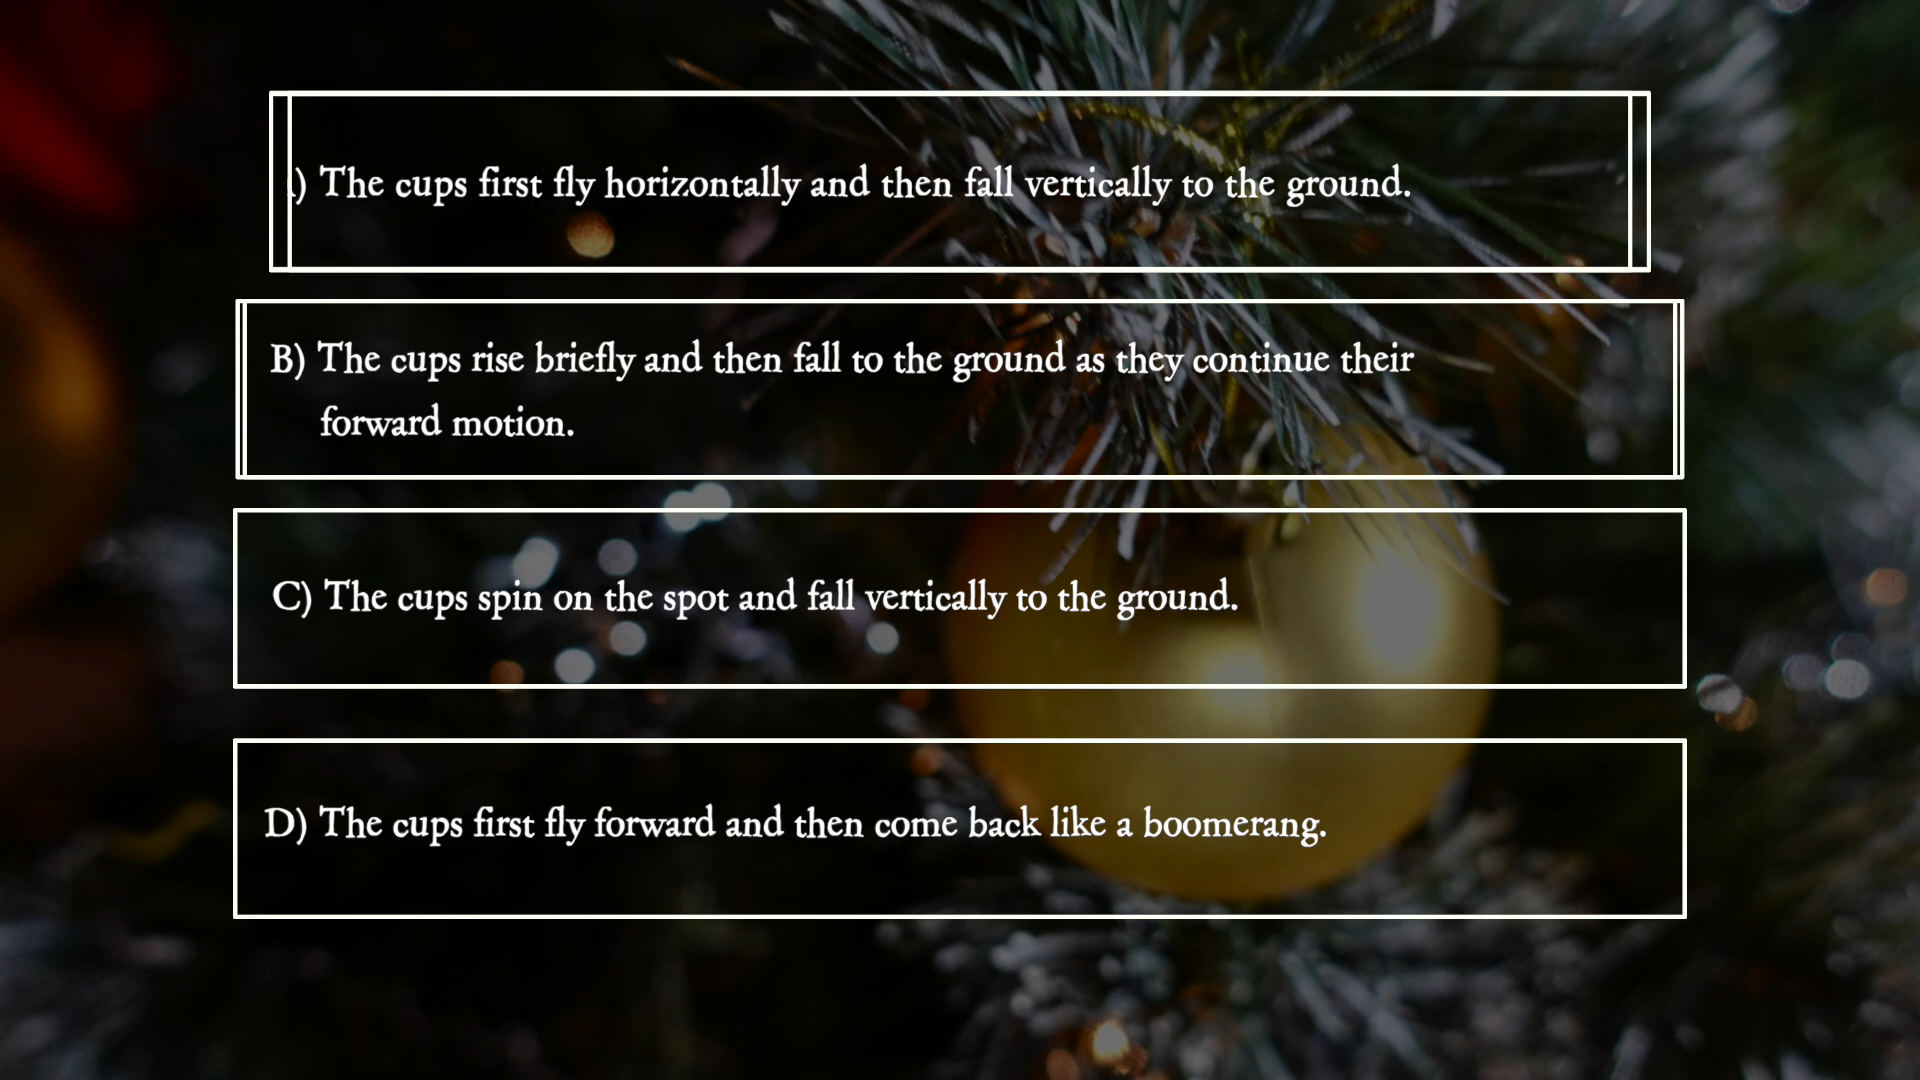 ) The cups first fly horizontally and then fall vertically to the ground.
B) The cups rise briefly and then fall to the ground as they continue their
forward motion.
C) The cups spin on the spot and fall vertically to the ground.
D) The cups first fly forward and then come back like a boomerang.